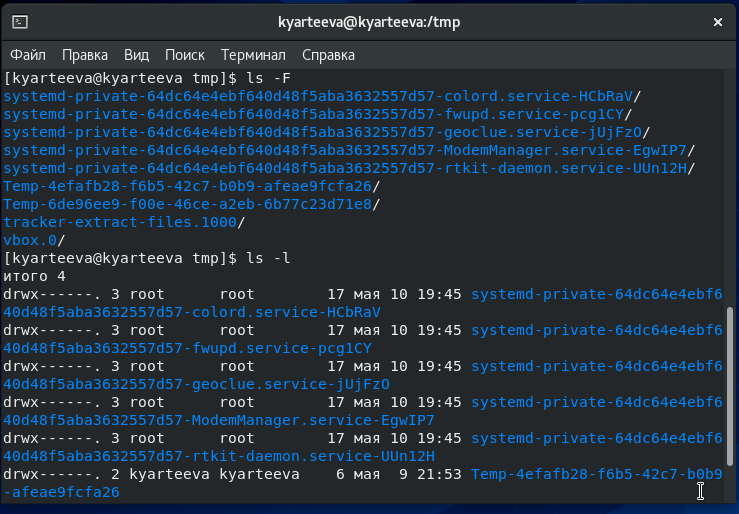 kyarteeva@kyarteeva:/tmp
Файл Правка Вид Поиск Терминал Справка
[kyarteeva@kyarteeva tmp]$ ls -F
systemd-private-64dc64e4ebf640d48f5aba3632557d57-colord.service-HCbRaV/
systemd-private-64dc64e4ebf640d48f5aba3632557d57-fwupd.service-pcg1CY/
systemd-private-64dc64e4ebf640d48f5aba3632557d57-geoclue.service-jUjFzO/
systemd-private-64dc64e4ebf640d48f5aba3632557d57-ModemManager.service-EgwIP7/
systemd-private-64dc64e4ebf640d48f5aba3632557d57-rtkit-daemon.service-UUn12H/
Temp-4efafb28-f6b5-42c7-b0b9-afeae9fcfa26/
Temp-6de96ee9-f00e-46ce-a2eb-6b77c23d71e8/
tracker-extract-files.1000/
vbox.0/
[kyarteeva@kyarteeva tmp]$ ls -l
итого 4
drwx------. 3 root      root        17 мая 10 19:45 systemd-private-64dc64e4ebf6
40d48f5aba3632557d57-colord.service-HCbRaV
drwx------. 3 root      root        17 мая 10 19:45 systemd-private-64dc64e4ebf6
40d48f5aba3632557d57-fwupd.service-pcg1CY
drwx------. 3 root      root        17 мая 10 19:45 systemd-private-64dc64e4ebf6
40d48f5aba3632557d57-geoclue.service-jUjFzO
drwx------. 3 root      root        17 мая 10 19:45 systemd-private-64dc64e4ebf6
40d48f5aba3632557d57-ModemManager.service-EgwIP7
drwx------. 3 root      root        17 мая 10 19:45 systemd-private-64dc64e4ebf6
40d48f5aba3632557d57-rtkit-daemon.service-UUn12H
drwx------. 2 kyarteeva kyarteeva    6 мая  9 21:53 Temp-4efafb28-f6b5-42c7-b0b9
-afeae9fcfa26